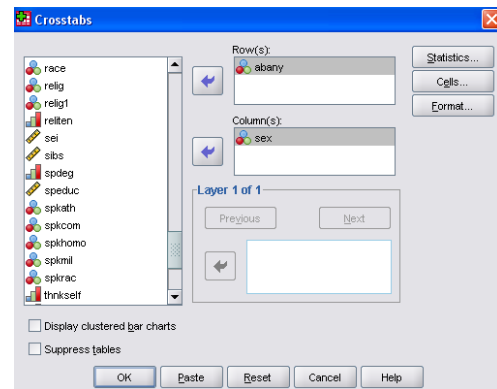 Crosstabs
race
relig
relig1
reliten
sei
sibs
spdeg
speduc
spkath
spkcom
spkhomo
spkmil
spkrac
thnkself
Row(s):
abany
Column(s):
sex
Layer 1 of 1
Previous
Next
Statistics...
Cells...
Format...
Display clustered bar charts
Suppress tables
OK
Paste
Reset
Cancel
Help